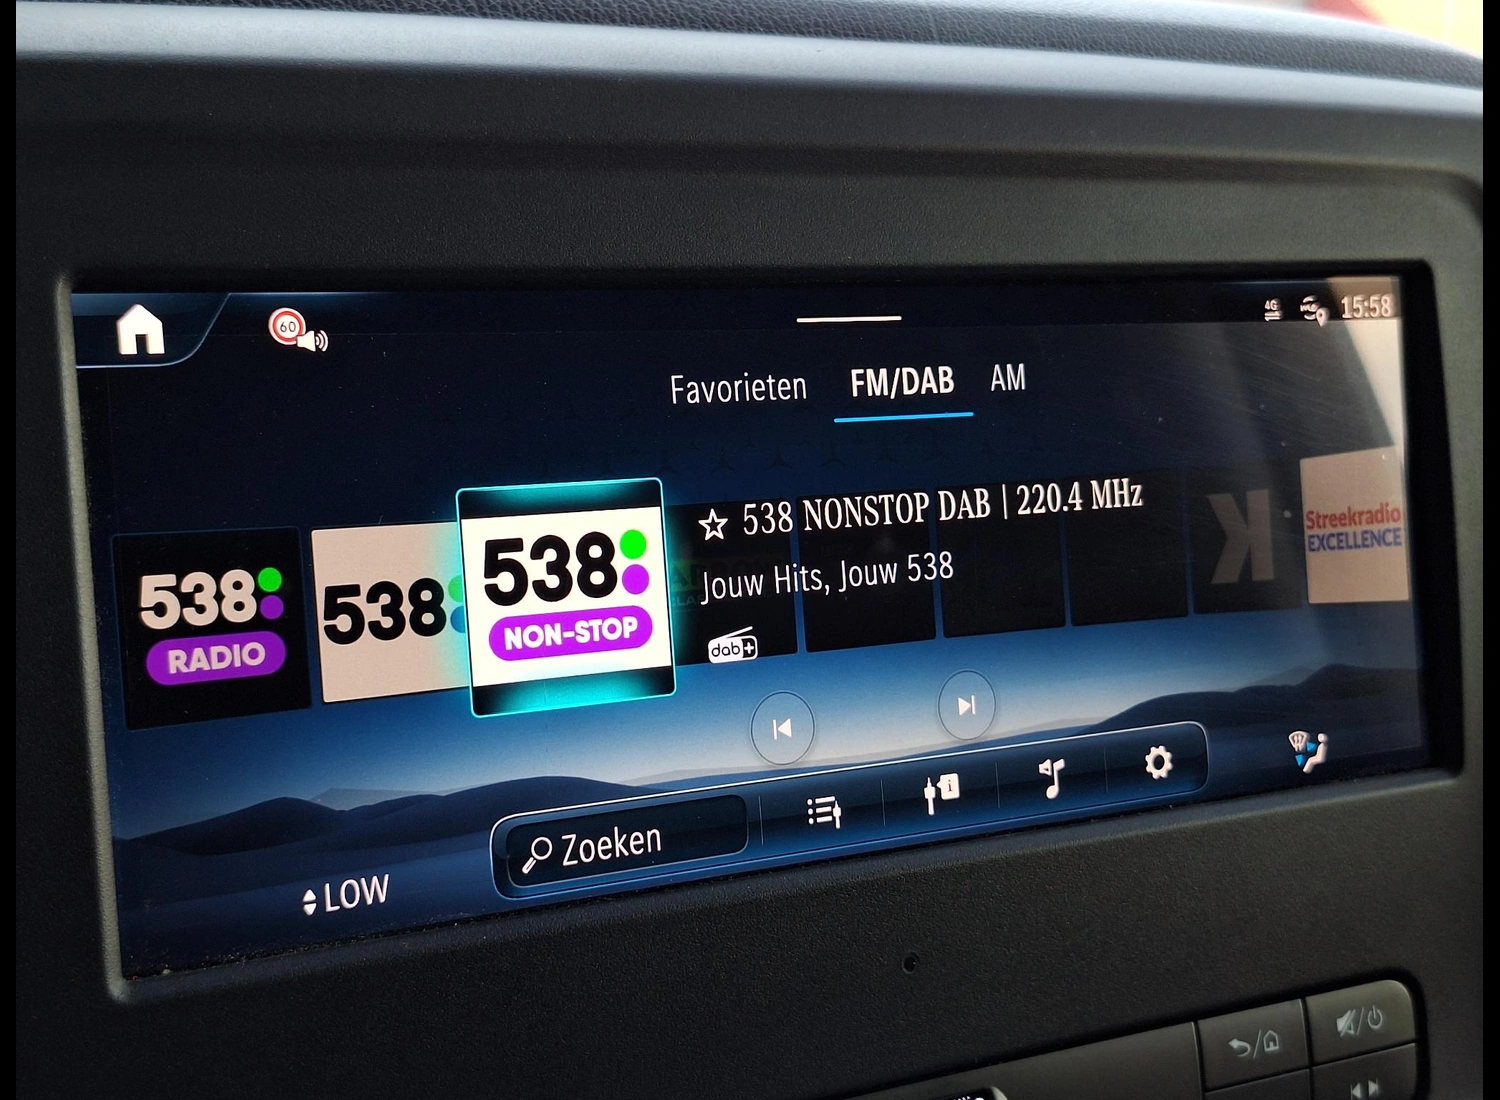 60
4G
15:58
Favorieten FM/DAB AM
538 RADIO
538
538 NON-STOP
538 NONSTOP DAB | 220.4 MHz
Jouw Hits, Jouw 538
dab+
K
Streekradio
EXCELLENCE
Zoeken
LOW